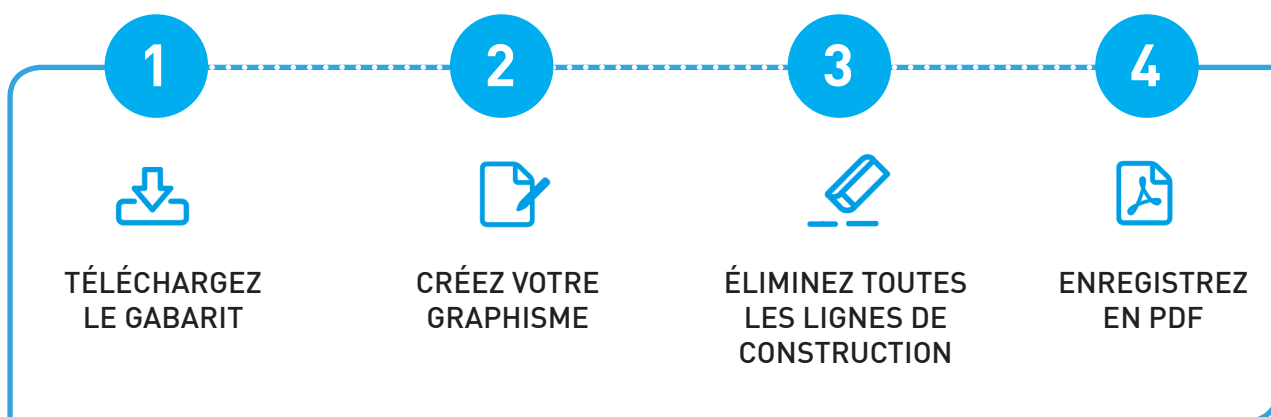 1
TÉLÉCHARGEZ
LE GABARIT
2
CRÉEZ VOTRE
GRAPHISME
3
ÉLIMINEZ TOUTES
LES LIGNES DE
CONSTRUCTION
4
ENREGISTREZ
EN PDF